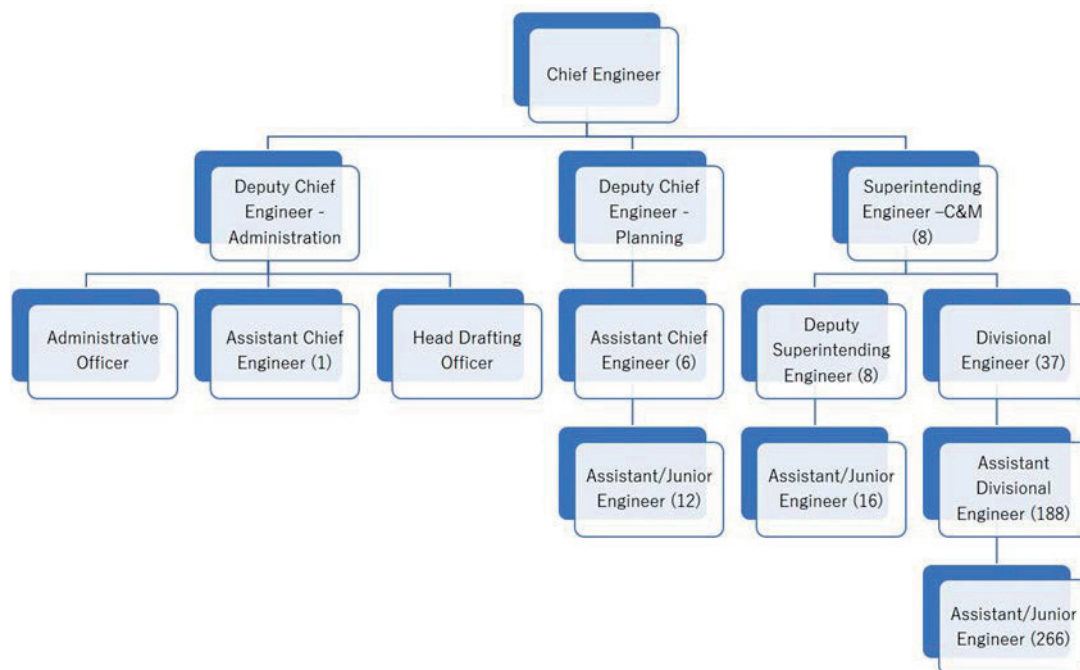 Chief Engineer
Deputy Chief
Engineer -
Administration
Deputy Chief
Engineer -
Planning
Superintending
Engineer –C&M
(8)
Administrative
Officer
Assistant Chief
Engineer (1)
Head Drafting
Officer
Assistant Chief
Engineer (6)
Deputy
Superintending
Engineer (8)
Divisional
Engineer (37)
Assistant/Junior
Engineer (12)
Assistant/Junior
Engineer (16)
Assistant
Divisional
Engineer (188)
Assistant/Junior
Engineer (266)